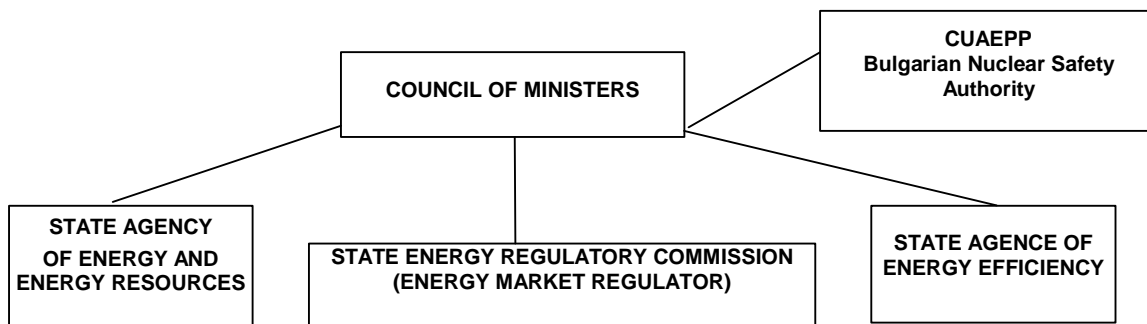 CUAEPP
Bulgarian Nuclear Safety
Authority
COUNCIL OF MINISTERS
STATE AGENCY
OF ENERGY AND
ENERGY RESOURCES
STATE ENERGY REGULATORY COMMISSION
(ENERGY MARKET REGULATOR)
STATE AGENCE OF
ENERGY EFFICIENCY